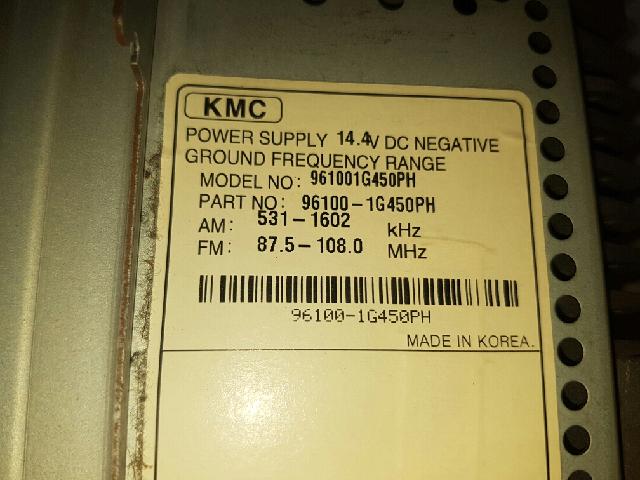 KMC
POWER SUPPLY 14.4V DC NEGATIVE
GROUND FREQUENCY RANGE
MODEL NO: 961001G450PH
PART NO: 96100-1G450PH
AM: 531-1602 kHz
FM: 87.5-108.0 MHz
96100-1G450PH
MADE IN KOREA.